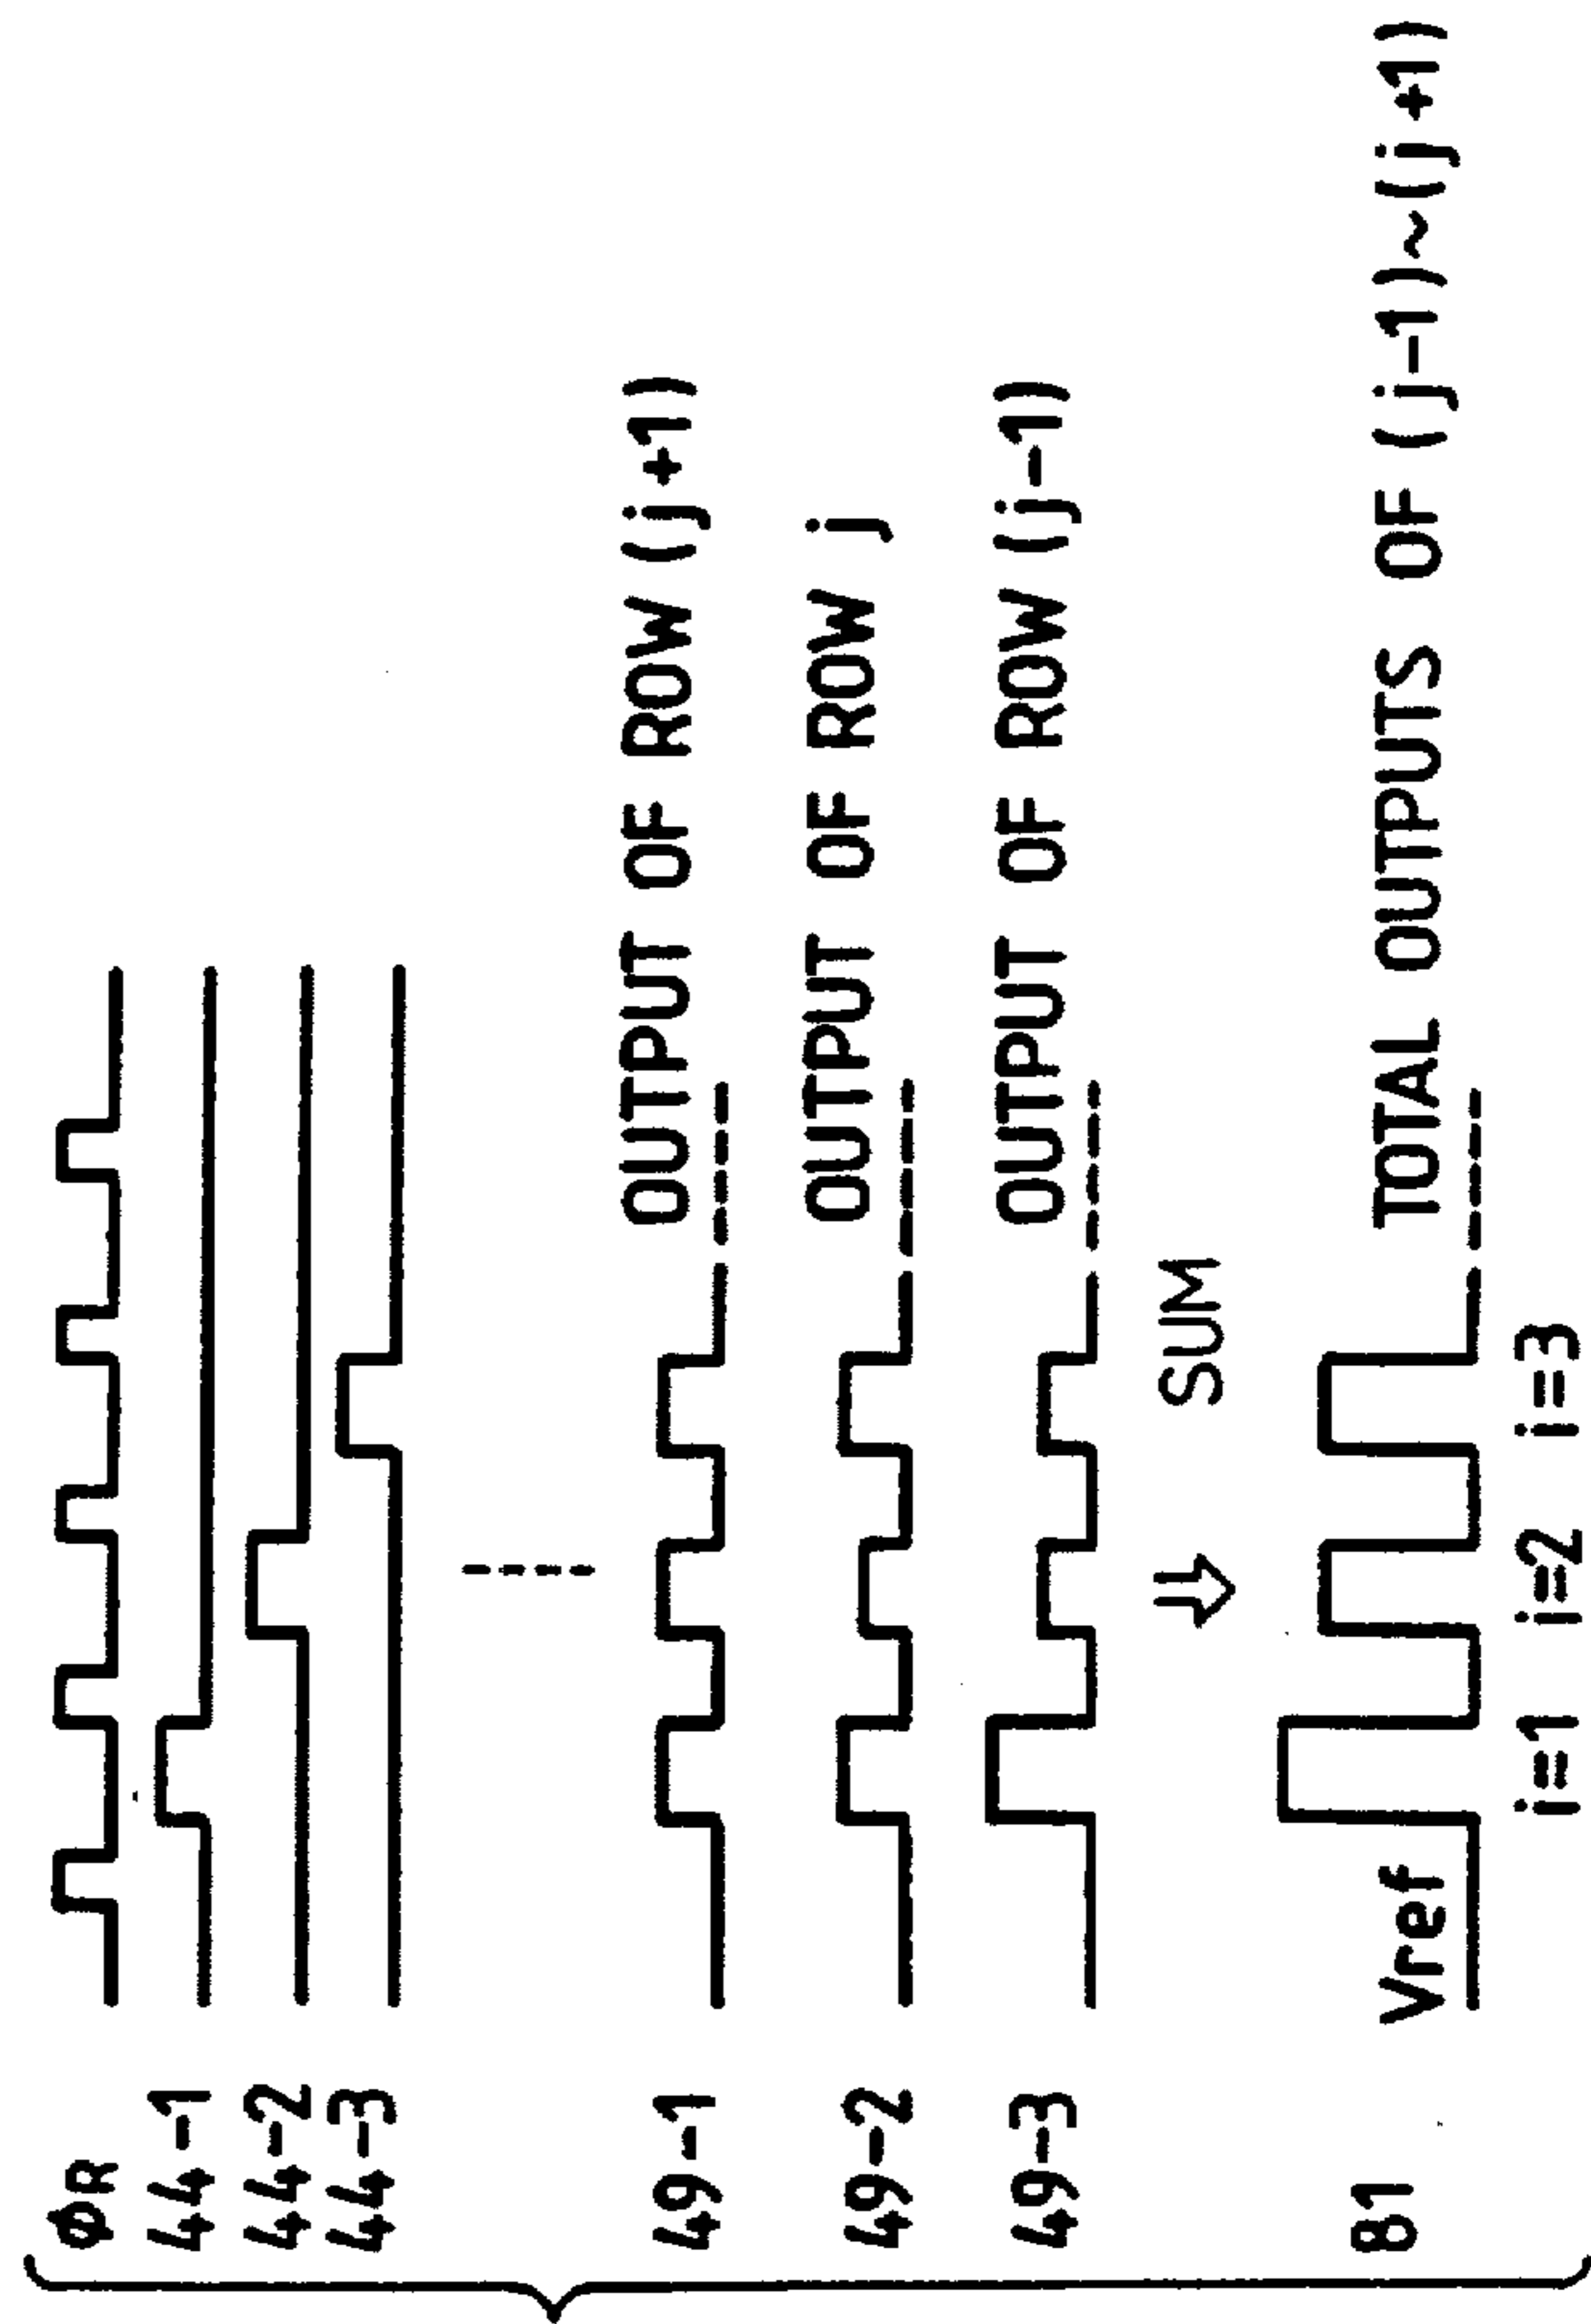 ΦR
44-1
44-2
44-3
49-1
OUTPUT OF ROW (j+1)
49-2
OUTPUT OF ROW j
49-3
OUTPUT OF ROW (j-1)
SUM
81
Vref
TOTAL OUTPUTS OF (j-1)~(j+1)
i=1 i=2 i=3